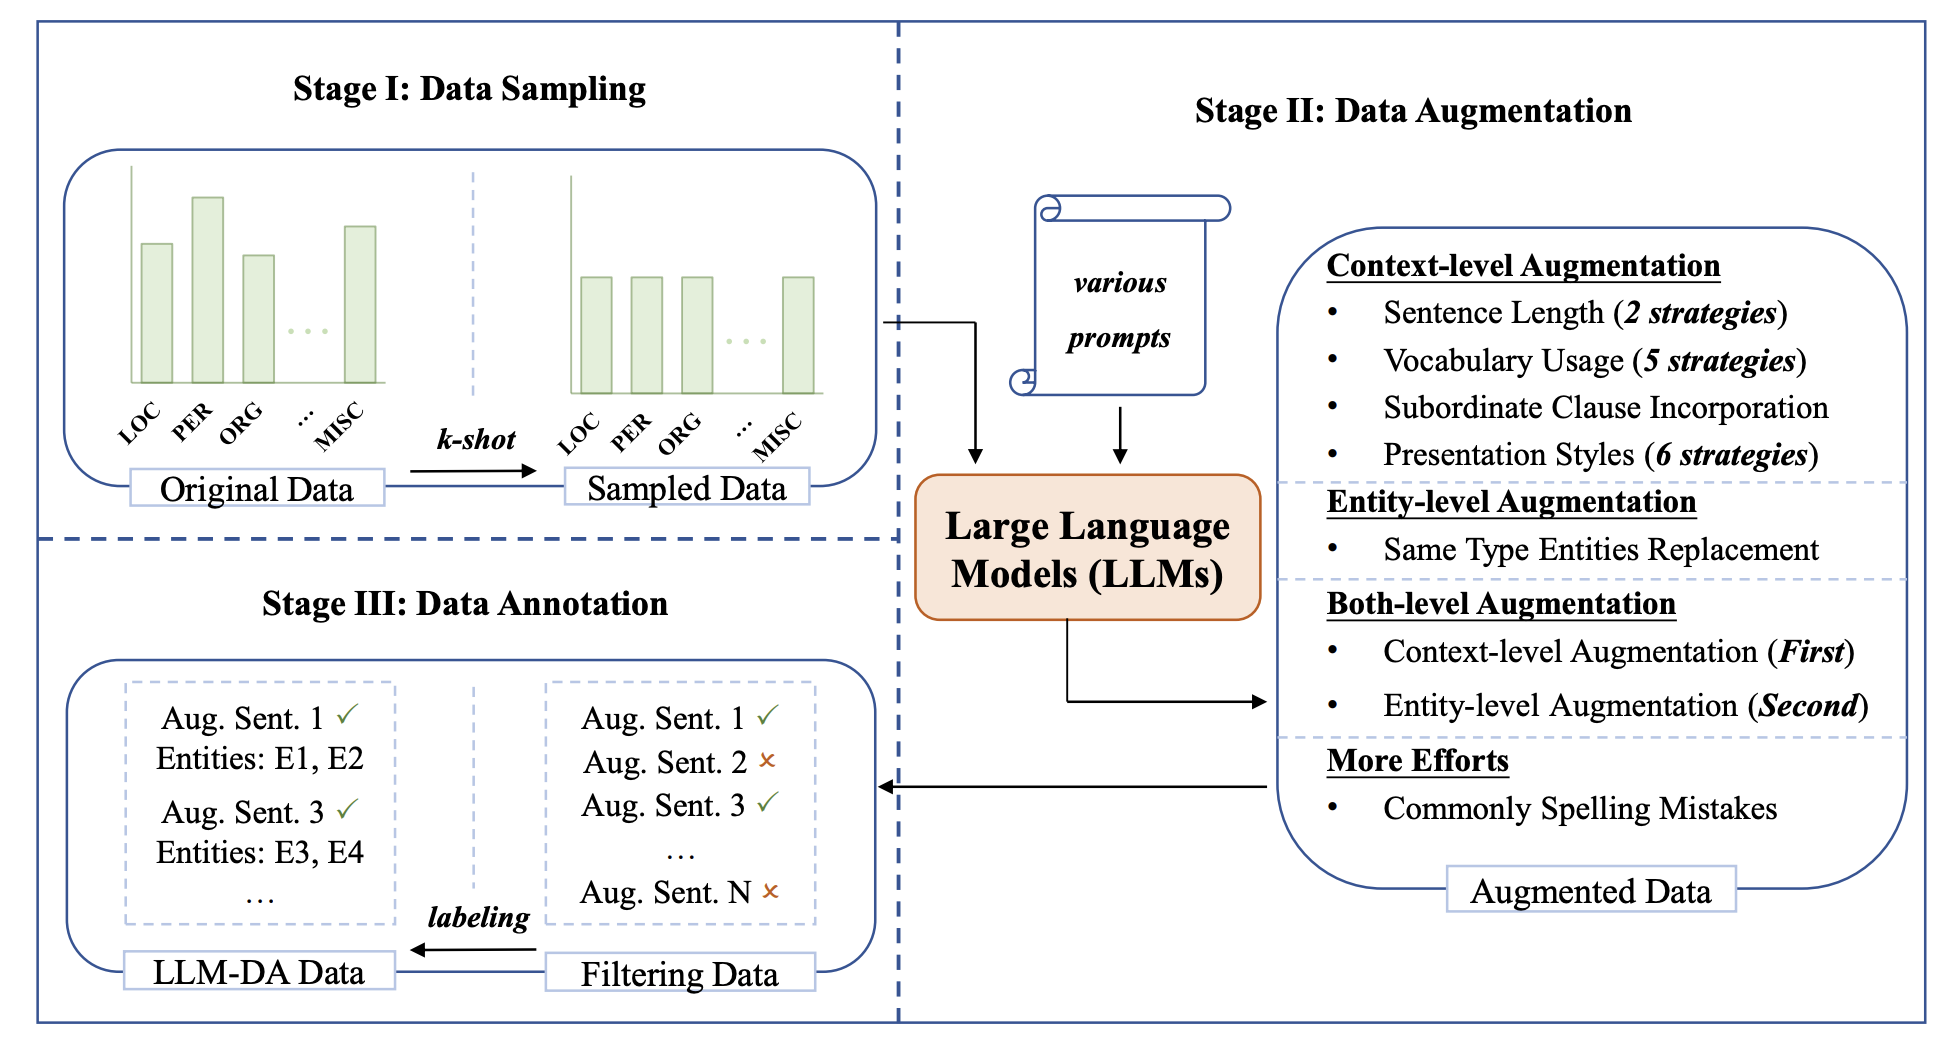 Stage I: Data Sampling
LOC
PER
ORG
...
MISC
k-shot
LOC
PER
ORG
...
MISC
Original Data
Sampled Data
Stage II: Data Augmentation
various
prompts
Large Language
Models (LLMs)
Context-level Augmentation
• Sentence Length (2 strategies)
• Vocabulary Usage (5 strategies)
• Subordinate Clause Incorporation
• Presentation Styles (6 strategies)
Entity-level Augmentation
• Same Type Entities Replacement
Both-level Augmentation
• Context-level Augmentation (First)
• Entity-level Augmentation (Second)
More Efforts
• Commonly Spelling Mistakes
Augmented Data
Stage III: Data Annotation
Aug. Sent. 1 ✓
Entities: E1, E2
Aug. Sent. 3 ✓
Entities: E3, E4
...
LLM-DA Data
labeling
Aug. Sent. 1 ✓
Aug. Sent. 2 ✗
Aug. Sent. 3 ✓
...
Aug. Sent. N ✗
Filtering Data